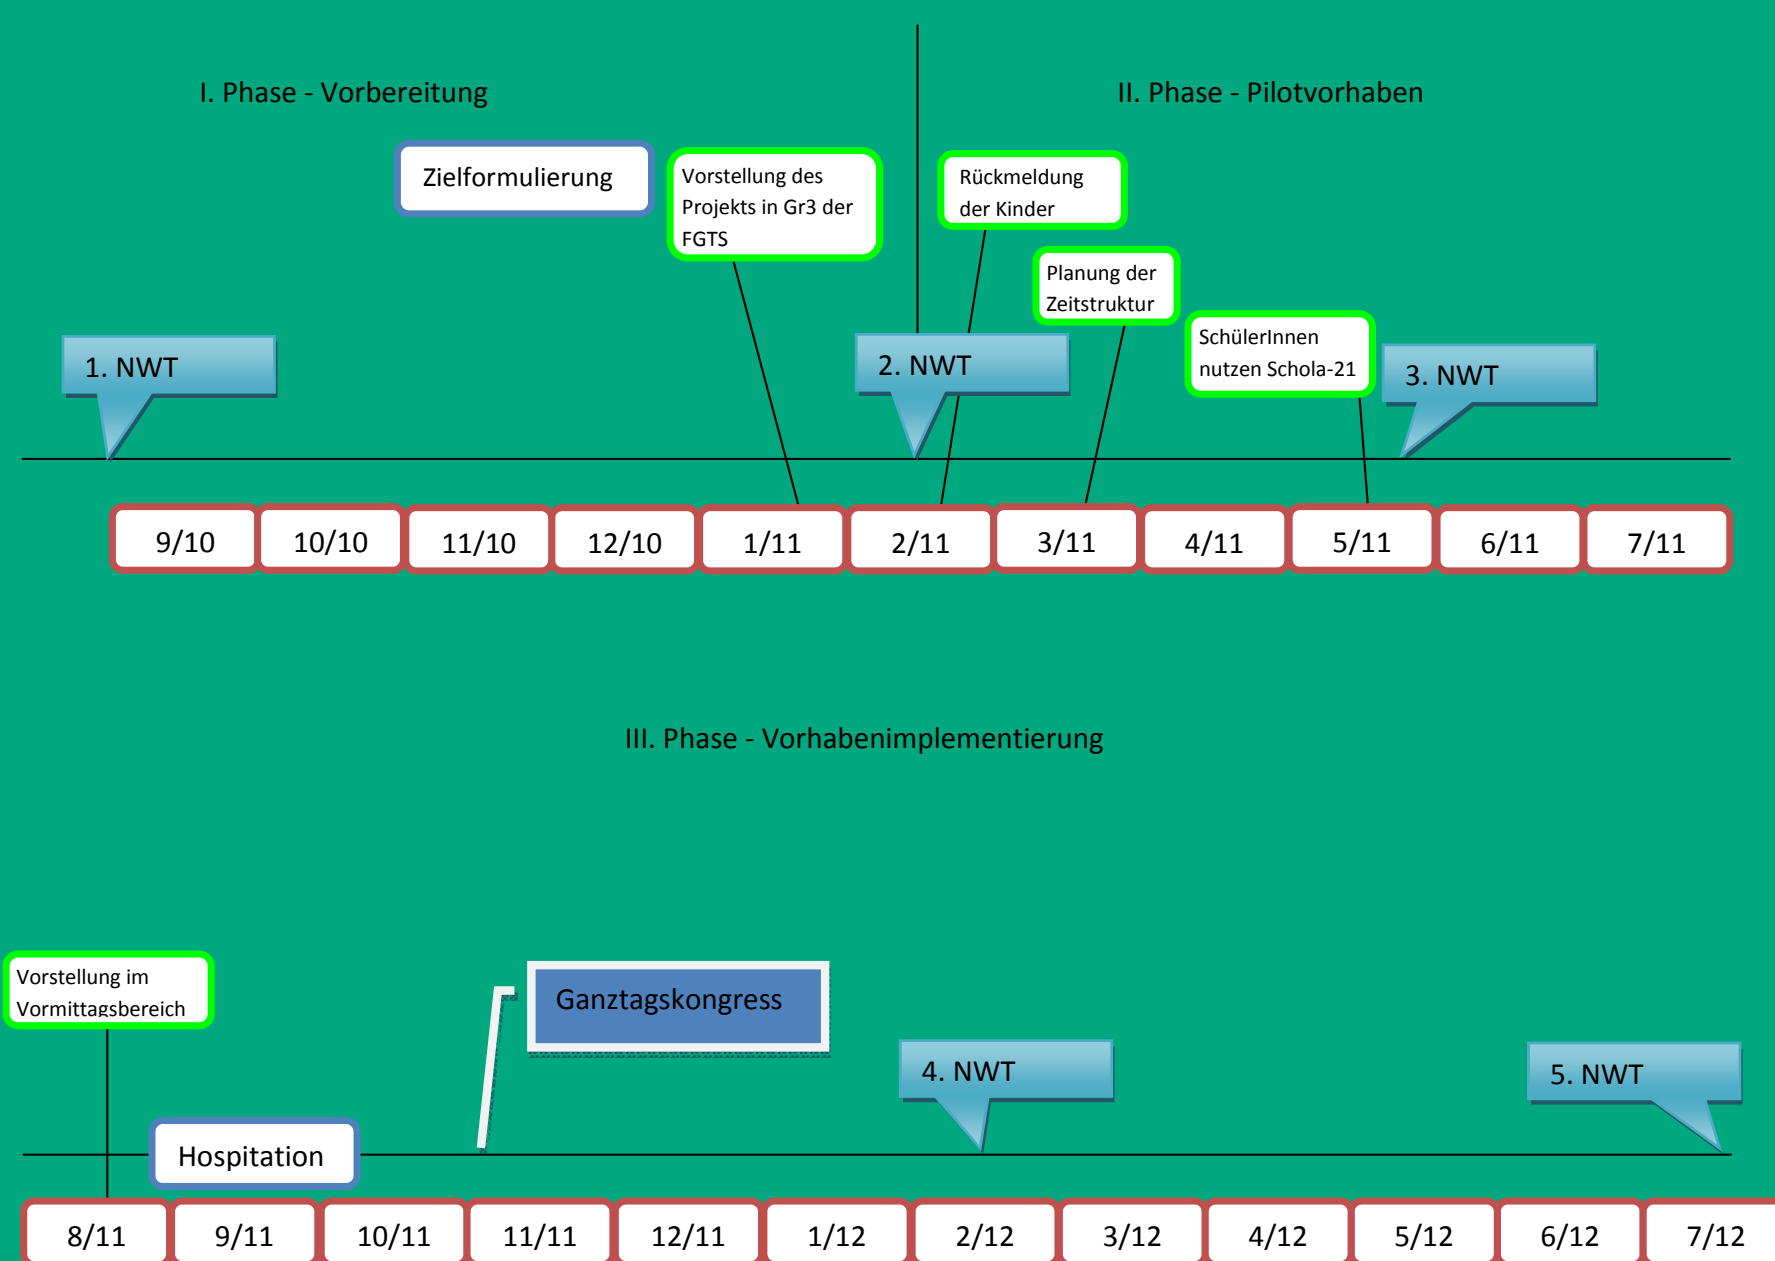 I. Phase - Vorbereitung
II. Phase - Pilotvorhaben
Zielformulierung
Vorstellung des
Projekts in Gr3 der
FGTS
Rückmeldung
der Kinder
Planung der
Zeitstruktur
SchülerInnen
nutzen Schola-21
1. NWT
2. NWT
3. NWT
9/10
10/10
11/10
12/10
1/11
2/11
3/11
4/11
5/11
6/11
7/11
III. Phase - Vorhabenimplementierung
Vorstellung im
Vormittagsbereich
Ganztagskongress
4. NWT
5. NWT
Hospitation
8/11
9/11
10/11
11/11
12/11
1/12
2/12
3/12
4/12
5/12
6/12
7/12